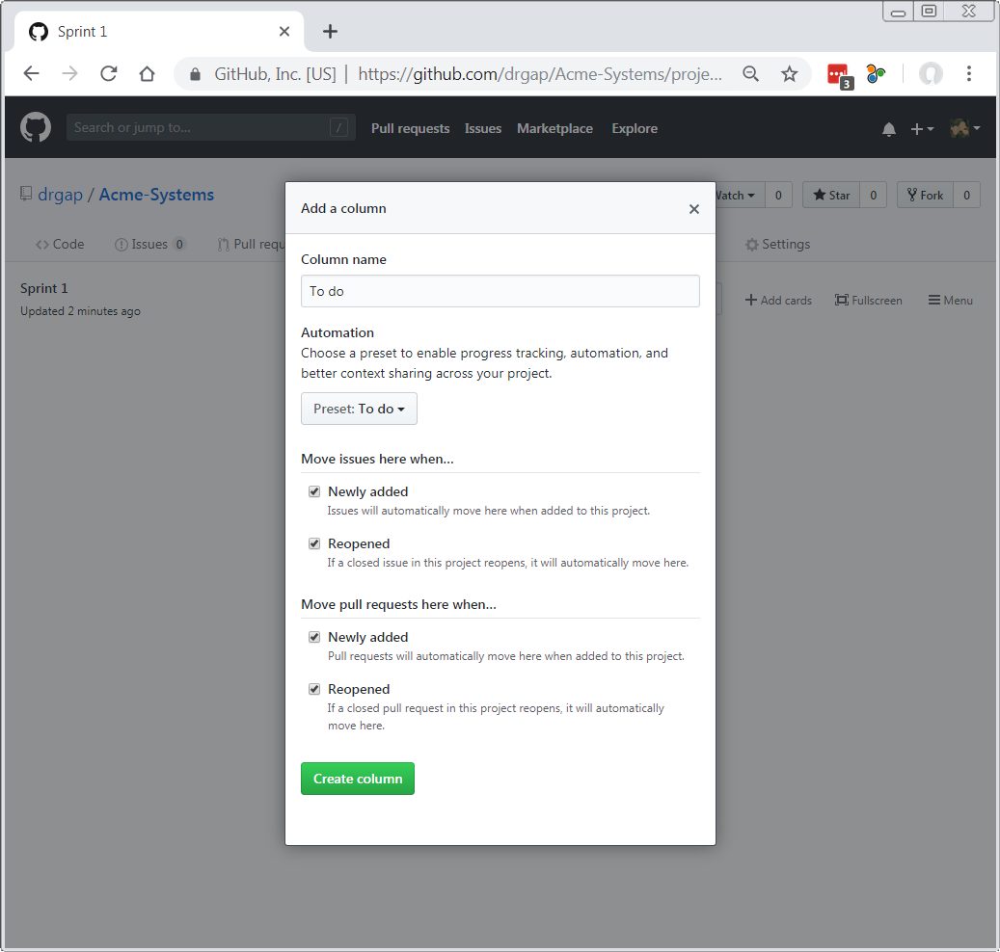 Sprint 1
GitHub, Inc. [US] | https://github.com/drgap/Acme-Systems/proje...
3
Search or jump to... /
Pull requests Issues Marketplace Explore
drgap / Acme-Systems
Watch 0 Star 0 Fork 0
Code Issues 0 Pull requ
Settings
Sprint 1
Updated 2 minutes ago
Add cards Fullscreen Menu
Add a column
Column name
To do
Automation
Choose a preset to enable progress tracking, automation, and
better context sharing across your project.
Preset: To do
Move issues here when...
Newly added
Issues will automatically move here when added to this project.
Reopened
If a closed issue in this project reopens, it will automatically move here.
Move pull requests here when...
Newly added
Pull requests will automatically move here when added to this project.
Reopened
If a closed pull request in this project reopens, it will automatically
move here.
Create column